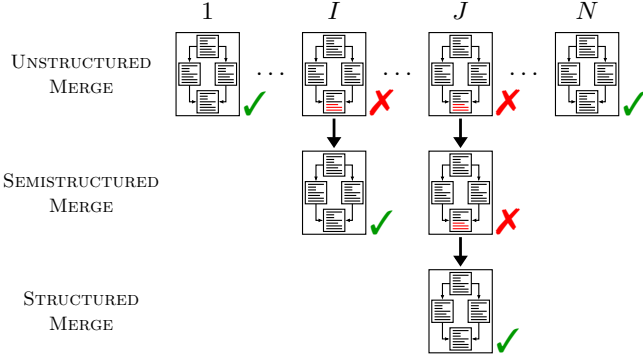 1 I J N
UNSTRUCTURED
MERGE
... ... ...
SEMISTRUCTURED
MERGE
STRUCTURED
MERGE